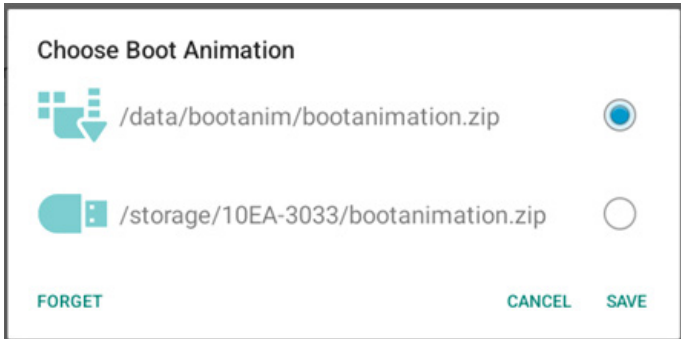 Choose Boot Animation
/data/bootanim/bootanimation.zip
/storage/10EA-3033/bootanimation.zip
FORGET CANCEL SAVE